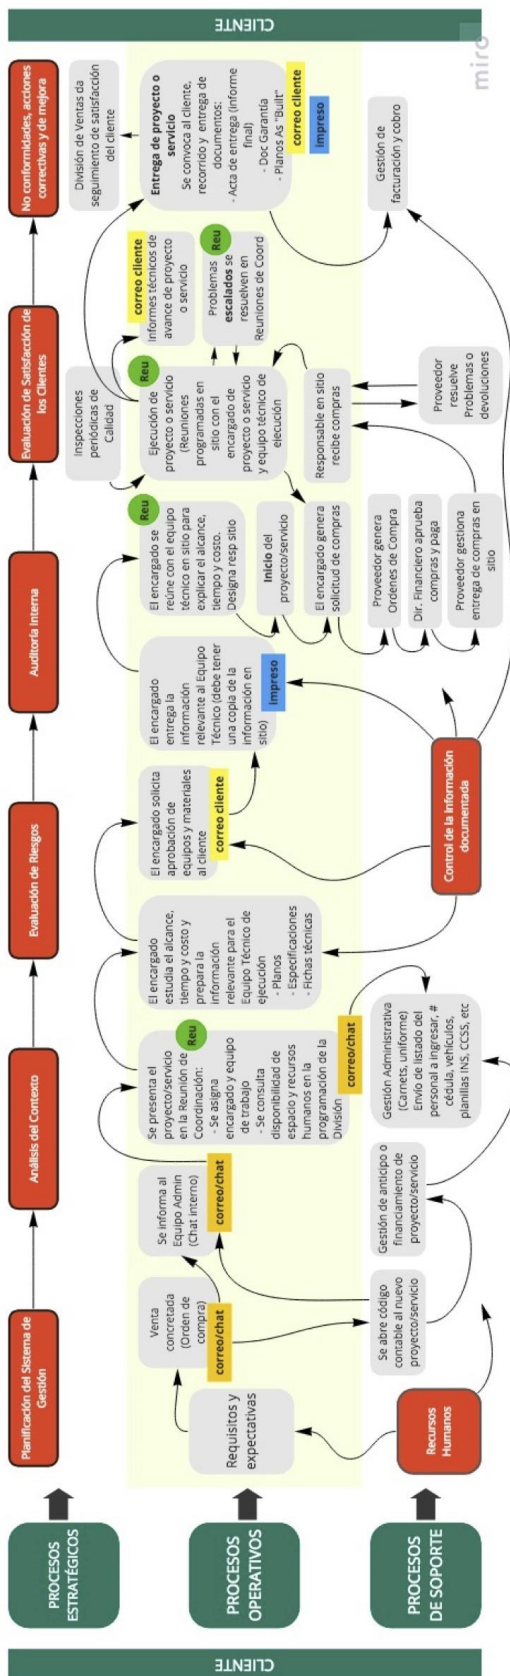 CLIENTE
PROCESOS
ESTRATÉGICOS
Planificación del Sistema de
Gestión
Análisis del Contexto
Evaluación de Riesgos
Auditoría Interna
Evaluación de Satisfacción de
los Clientes
No conformidades, acciones
correctivas y de mejora
Inspecciones
periódicas de
Calidad
División de Ventas da
seguimiento de satisfacción
del cliente
PROCESOS
OPERATIVOS
Requisitos y
expectativas
Venta
concretada
(Orden de
compra)
correo/chat
Se informa al
Equipo Admin
(Chat interno)
correo/chat
Se presenta el
proyecto/servicio
en la Reunión de
Coordinación:
- Se asigna
encargado y equipo
de trabajo
- Se consulta
disponibilidad de
espacio y recursos
humanos en la
programación de la
División
Reu
correo/chat
El encargado
estudia el alcance,
tiempo y costo y
prepara la
información
relevante para el
Equipo Técnico de
ejecución
- Planos
- Especificaciones
- Fichas técnicas
El encargado solicita
aprobación de
equipos y materiales
al cliente
correo cliente
El encargado
entrega la
información
relevante al Equipo
Técnico (debe tener
una copia de la
información en
sitio)
Impreso
El encargado se
reúne con el equipo
técnico en sitio para
explicar el alcance,
tiempo y costo.
Designa resp sitio
Reu
Inicio del
proyecto/servicio
El encargado genera
solicitud de compras
Ejecución de
proyecto o servicio
(Reuniones
programadas en
sitio con el
encargado de
proyecto o servicio
y equipo técnico de
ejecución
Reu
Responsable en sitio
recibe compras
correo cliente
Informes técnicos de
avance de proyecto
o servicio
Reu
Problemas
escalados se
resuelven en
Reuniones de Coord
Entrega de proyecto o
servicio
Se convoca al cliente,
recorrido y entrega de
documentos:
- Acta de entrega (informe
final)
- Doc Garantía
- Planos As "Built"
correo cliente
Impreso
PROCESOS
DE SOPORTE
Recursos
Humanos
Se abre código
contable al nuevo
proyecto/servicio
Gestión de anticipo o
financiamiento de
proyecto/servicio
Gestión Administrativa
(Carnets, uniforme)
Envío de listado del
personal a ingresar, #
cédula, vehículos,
planillas INS, CCSS, etc
Control de la Información
documentada
Proveedor genera
Ordenes de Compra
Dir. Financiero aprueba
compras y paga
Proveedor gestiona
entrega de compras en
sitio
Proveedor
resuelve
Problemas o
devoluciones
Gestión de
facturación y cobro
CLIENTE
miro